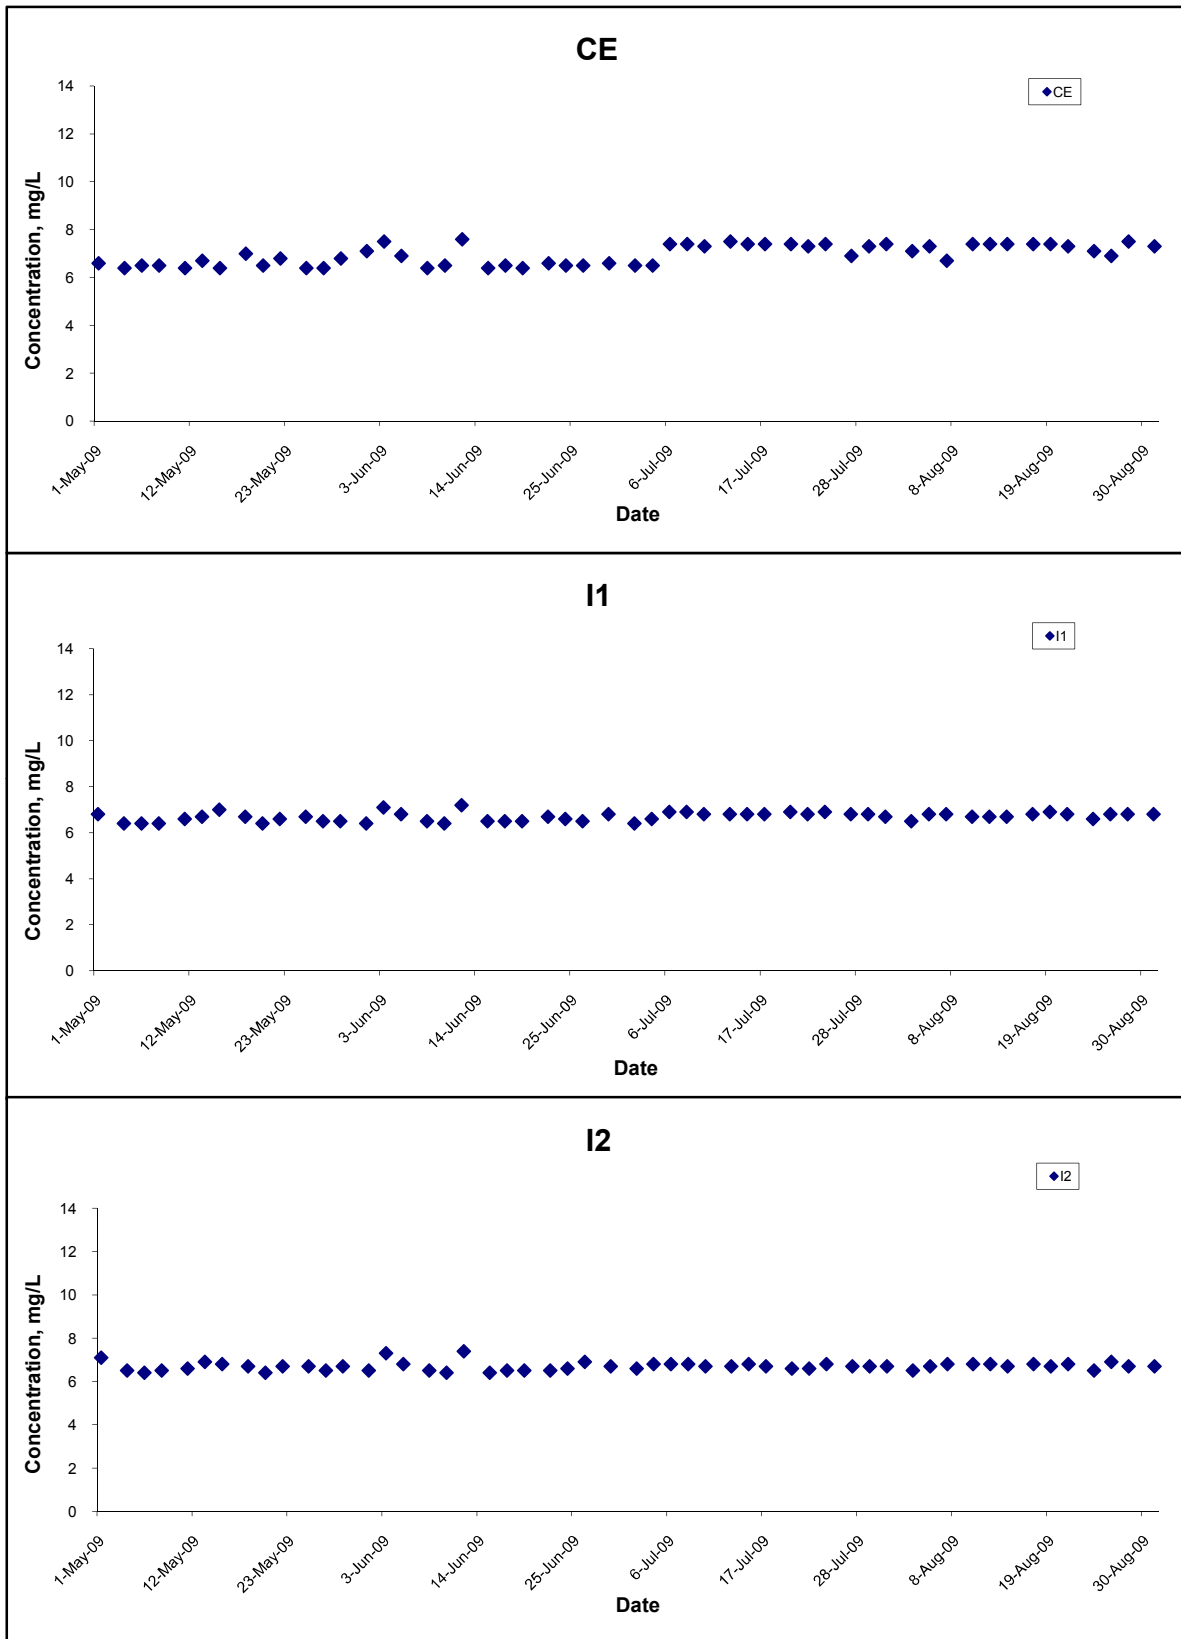 CE
CE
14
12
10
8
6
4
2
0
Concentration, mg/L
1-May-09 12-May-09 23-May-09 3-Jun-09 14-Jun-09 25-Jun-09 6-Jul-09 17-Jul-09 28-Jul-09 8-Aug-09 19-Aug-09 30-Aug-09
Date
I1
I1
14
12
10
8
6
4
2
0
Concentration, mg/L
1-May-09 12-May-09 23-May-09 3-Jun-09 14-Jun-09 25-Jun-09 6-Jul-09 17-Jul-09 28-Jul-09 8-Aug-09 19-Aug-09 30-Aug-09
Date
I2
I2
14
12
10
8
6
4
2
0
Concentration, mg/L
1-May-09 12-May-09 23-May-09 3-Jun-09 14-Jun-09 25-Jun-09 6-Jul-09 17-Jul-09 28-Jul-09 8-Aug-09 19-Aug-09 30-Aug-09
Date